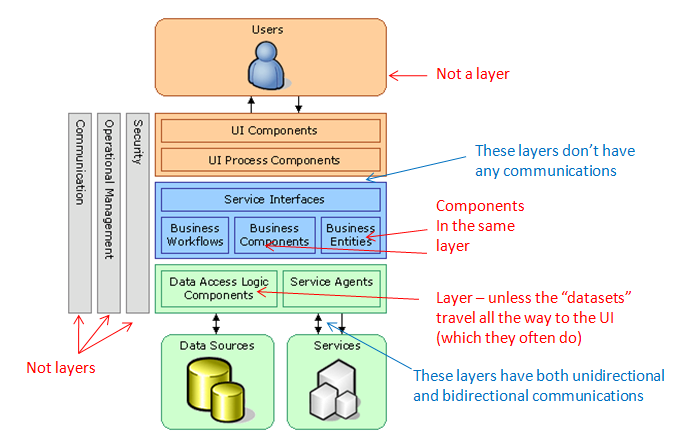 Users
Not a layer
Communication
Operational Management
Security
UI Components
UI Process Components
These layers don’t have
any communications
Service Interfaces
Business
Workflows
Business
Components
Business
Entities
Components
In the same
layer
Data Access Logic
Components
Service Agents
Layer – unless the “datasets”
travel all the way to the UI
(which they often do)
Not layers
Data Sources
Services
These layers have both unidirectional
and bidirectional communications